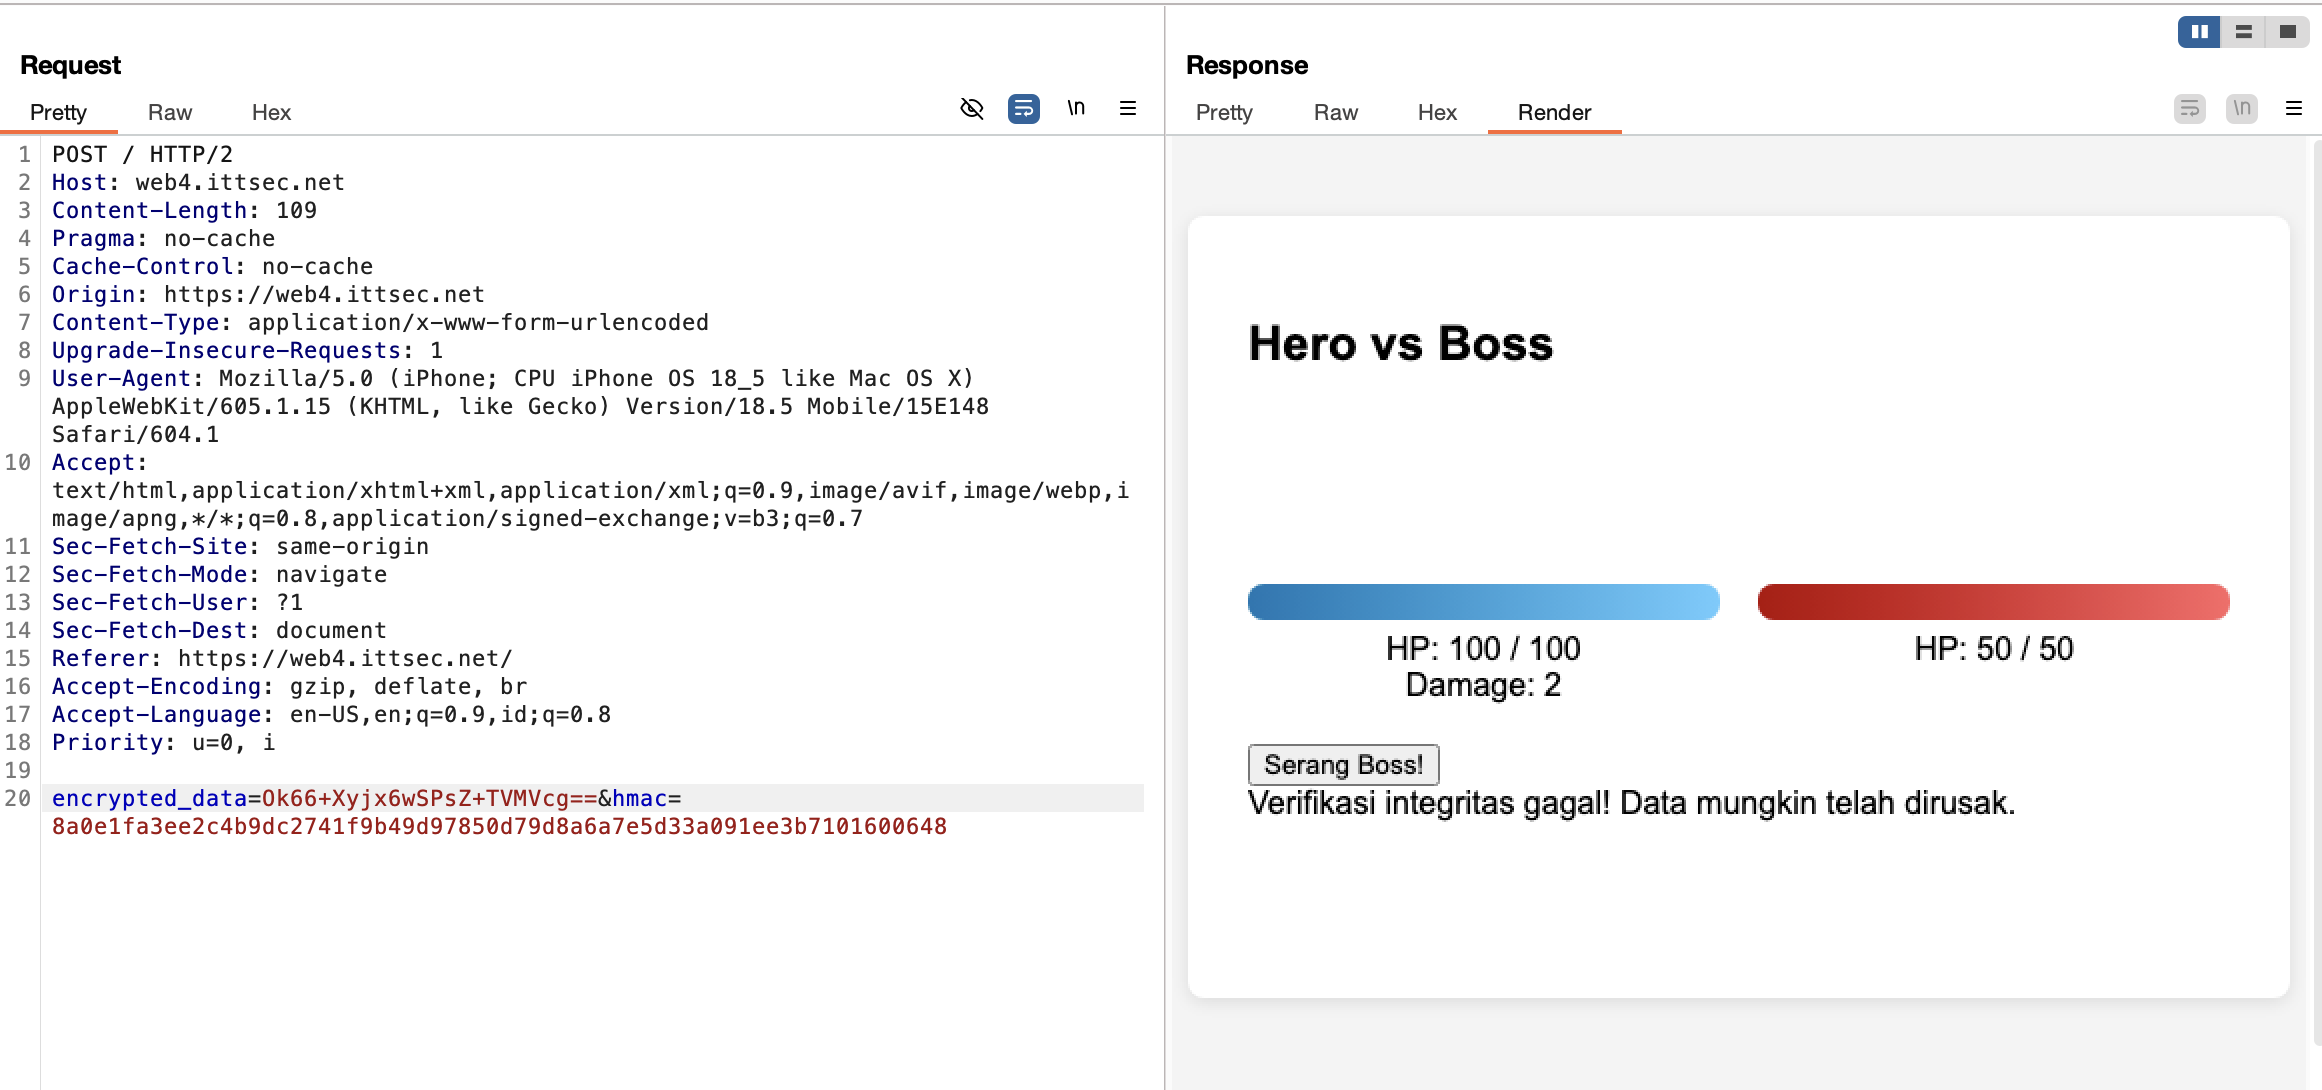 Request
Pretty Raw Hex \n
1 POST / HTTP/2
2 Host: web4.ittsec.net
3 Content-Length: 109
4 Pragma: no-cache
5 Cache-Control: no-cache
6 Origin: https://web4.ittsec.net
7 Content-Type: application/x-www-form-urlencoded
8 Upgrade-Insecure-Requests: 1
9 User-Agent: Mozilla/5.0 (iPhone; CPU iPhone OS 18_5 like Mac OS X)
AppleWebKit/605.1.15 (KHTML, like Gecko) Version/18.5 Mobile/15E148
Safari/604.1
10 Accept:
text/html,application/xhtml+xml,application/xml;q=0.9,image/avif,image/webp,i
mage/apng,*/*;q=0.8,application/signed-exchange;v=b3;q=0.7
11 Sec-Fetch-Site: same-origin
12 Sec-Fetch-Mode: navigate
13 Sec-Fetch-User: ?1
14 Sec-Fetch-Dest: document
15 Referer: https://web4.ittsec.net/
16 Accept-Encoding: gzip, deflate, br
17 Accept-Language: en-US,en;q=0.9,id;q=0.8
18 Priority: u=0, i
19
20 encrypted_data=Ok66+Xyjx6wSPsZ+TVMVcg==&hmac=
8a0e1fa3ee2c4b9dc2741f9b49d97850d79d8a6a7e5d33a091ee3b7101600648
Response
Pretty Raw Hex Render \n
Hero vs Boss
HP: 100 / 100
Damage: 2
HP: 50 / 50
Serang Boss!
Verifikasi integritas gagal! Data mungkin telah dirusak.